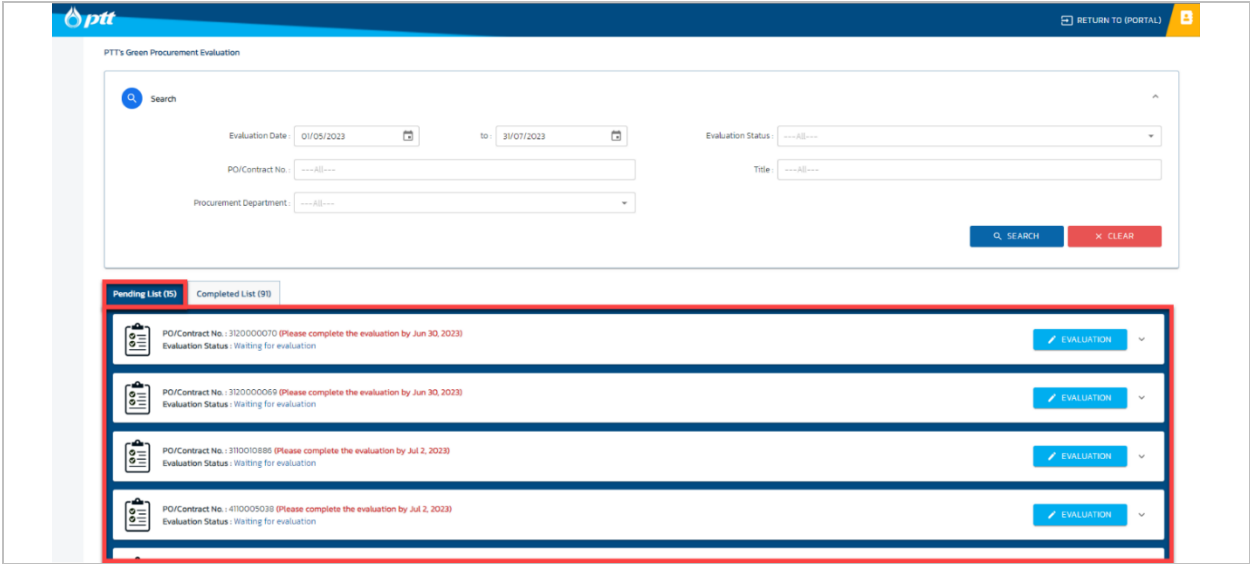 ptt
RETURN TO (PORTAL)
PTT's Green Procurement Evaluation
Search
Evaluation Date : 01/05/2023 to : 31/07/2023 Evaluation Status : ---All---
PO/Contract No. : ---All--- Title : ---All---
Procurement Department : ---All---
SEARCH CLEAR
Pending List (15) Completed List (91)
PO/Contract No. : 3120000070 (Please complete the evaluation by Jun 30, 2023)
Evaluation Status : Waiting for evaluation
EVALUATION
PO/Contract No. : 3120000069 (Please complete the evaluation by Jun 30, 2023)
Evaluation Status : Waiting for evaluation
EVALUATION
PO/Contract No. : 3110010886 (Please complete the evaluation by Jul 2, 2023)
Evaluation Status : Waiting for evaluation
EVALUATION
PO/Contract No. : 4110005038 (Please complete the evaluation by Jul 2, 2023)
Evaluation Status : Waiting for evaluation
EVALUATION